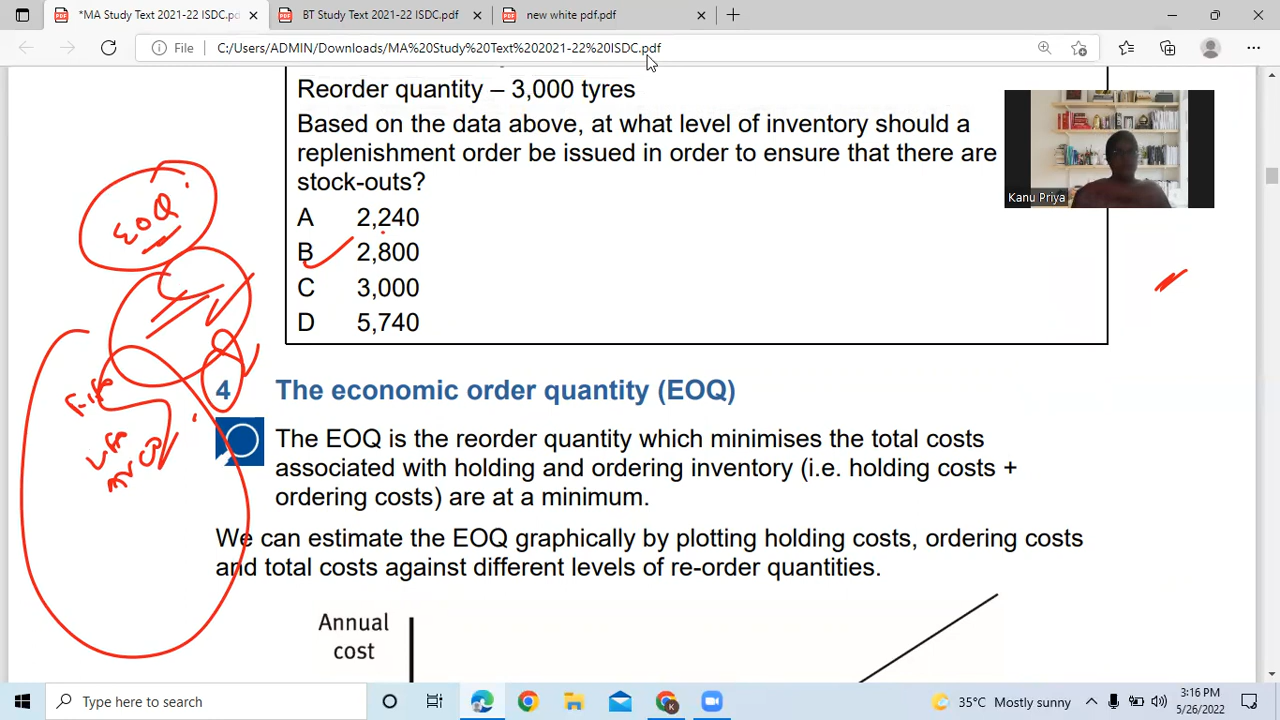 *MA Study Text 2021-22 ISDC.pdf
BT Study Text 2021-22 ISDC.pdf
new white pdf.pdf
File
C:/Users/ADMIN/Downloads/MA%20Study%20Text%202021-22%20ISDC.pdf
Reorder quantity – 3,000 tyres
Based on the data above, at what level of inventory should a
replenishment order be issued in order to ensure that there are
stock-outs?
A 2,240
B 2,800
C 3,000
D 5,740
Kanu Priya
EOQ
4 The economic order quantity (EOQ)
The EOQ is the reorder quantity which minimises the total costs
associated with holding and ordering inventory (i.e. holding costs +
ordering costs) are at a minimum.
We can estimate the EOQ graphically by plotting holding costs, ordering costs
and total costs against different levels of re-order quantities.
Annual
cost
Type here to search
35°C Mostly sunny
3:16 PM
5/26/2022